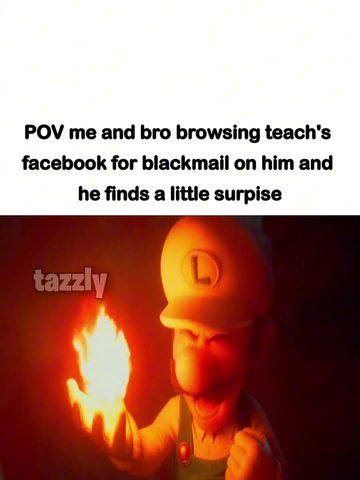 POV me and bro browsing teach's
facebook for blackmail on him and
he finds a little surpise
L
tazzly